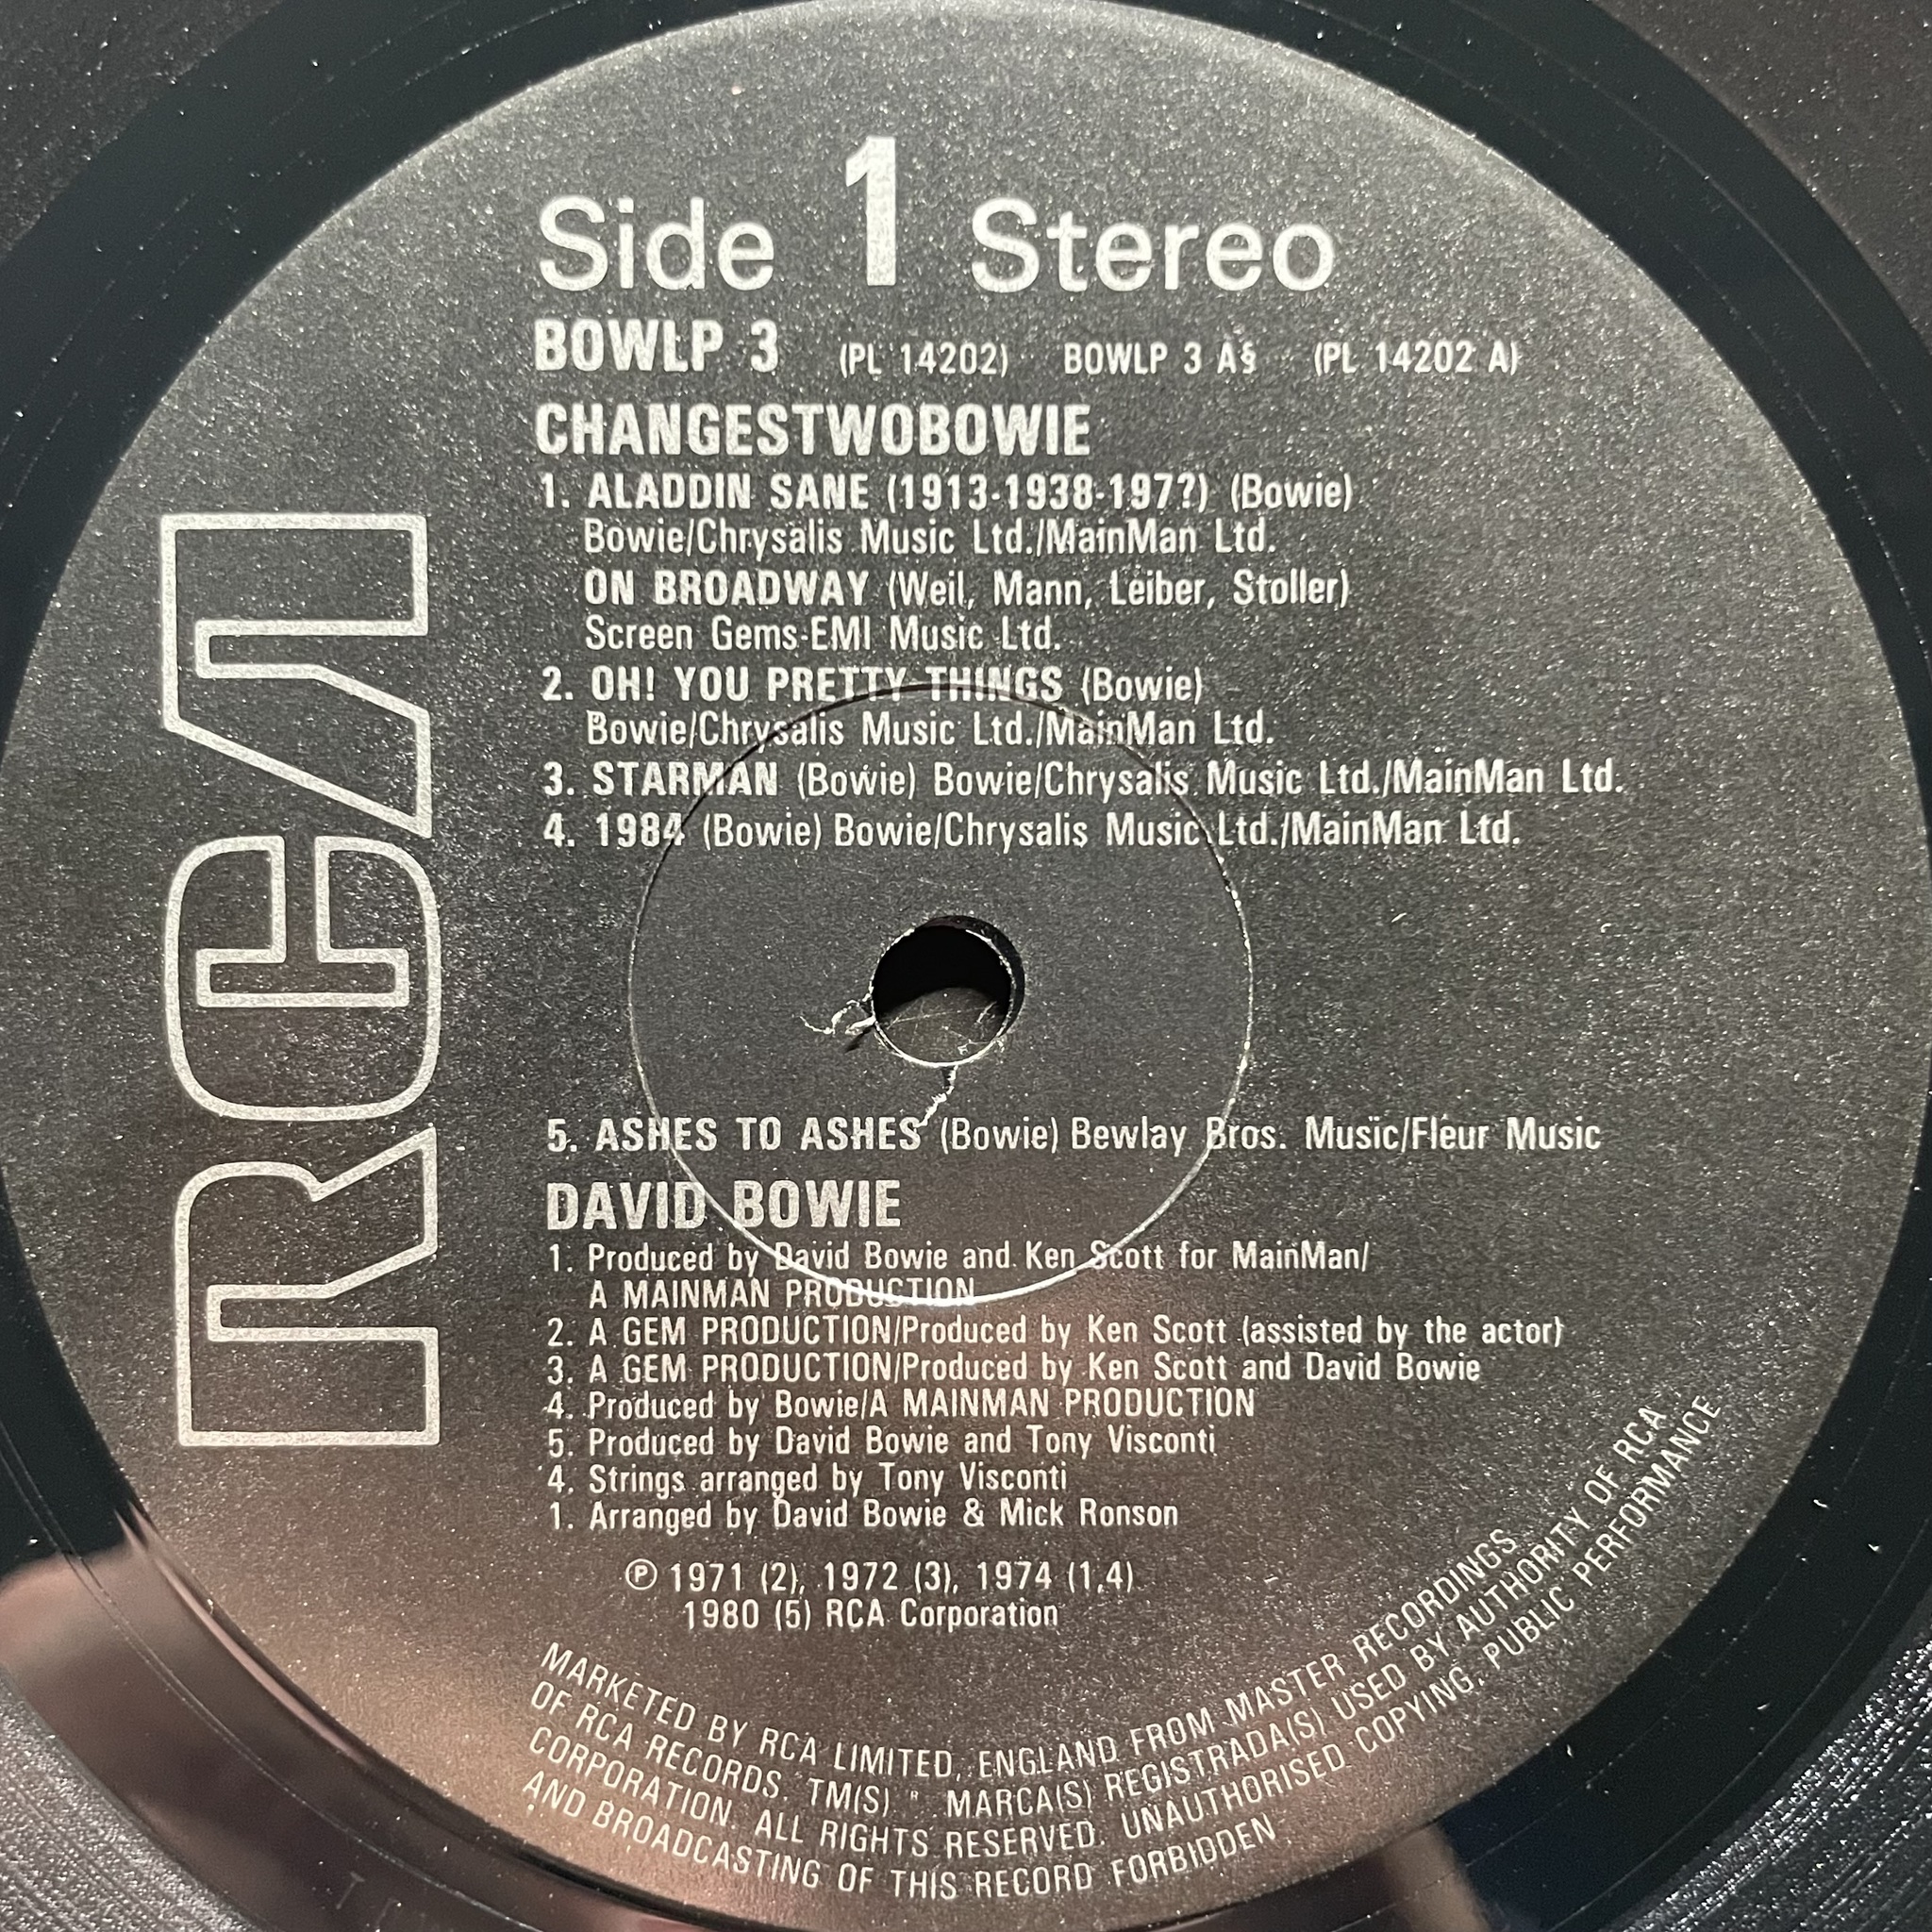 Side 1 Stereo
BOWLP 3 (PL 14202) BOWLP 3 A§ (PL 14202 A)
CHANGESTWOBOWIE
1. ALADDIN SANE (1913-1938-197?) (Bowie)
Bowie/Chrysalis Music Ltd./MainMan Ltd.
ON BROADWAY (Weil, Mann, Leiber, Stoller)
Screen Gems-EMI Music Ltd.
2. OH! YOU PRETTY THINGS (Bowie)
Bowie/Chrysalis Music Ltd./MainMan Ltd.
3. STARMAN (Bowie) Bowie/Chrysalis Music Ltd./MainMan Ltd.
4. 1984 (Bowie) Bowie/Chrysalis Music Ltd./MainMan Ltd.
RCA
5. ASHES TO ASHES (Bowie) Bewlay Bros. Music/Fleur Music
DAVID BOWIE
1. Produced by David Bowie and Ken Scott for MainMan/
A MAINMAN PRODUCTION
2. A GEM PRODUCTION/Produced by Ken Scott (assisted by the actor)
3. A GEM PRODUCTION/Produced by Ken Scott and David Bowie
4. Produced by Bowie/A MAINMAN PRODUCTION
5. Produced by David Bowie and Tony Visconti
4. Strings arranged by Tony Visconti
1. Arranged by David Bowie & Mick Ronson
℗ 1971 (2), 1972 (3), 1974 (1,4)
1980 (5) RCA Corporation
MARKETED BY RCA LIMITED, ENGLAND FROM MASTER RECORDINGS
OF RCA RECORDS. TM(S) ® MARCA(S) REGISTRADA(S) USED BY AUTHORITY OF RCA
CORPORATION. ALL RIGHTS RESERVED. UNAUTHORISED COPYING, PUBLIC PERFORMANCE
AND BROADCASTING OF THIS RECORD FORBIDDEN